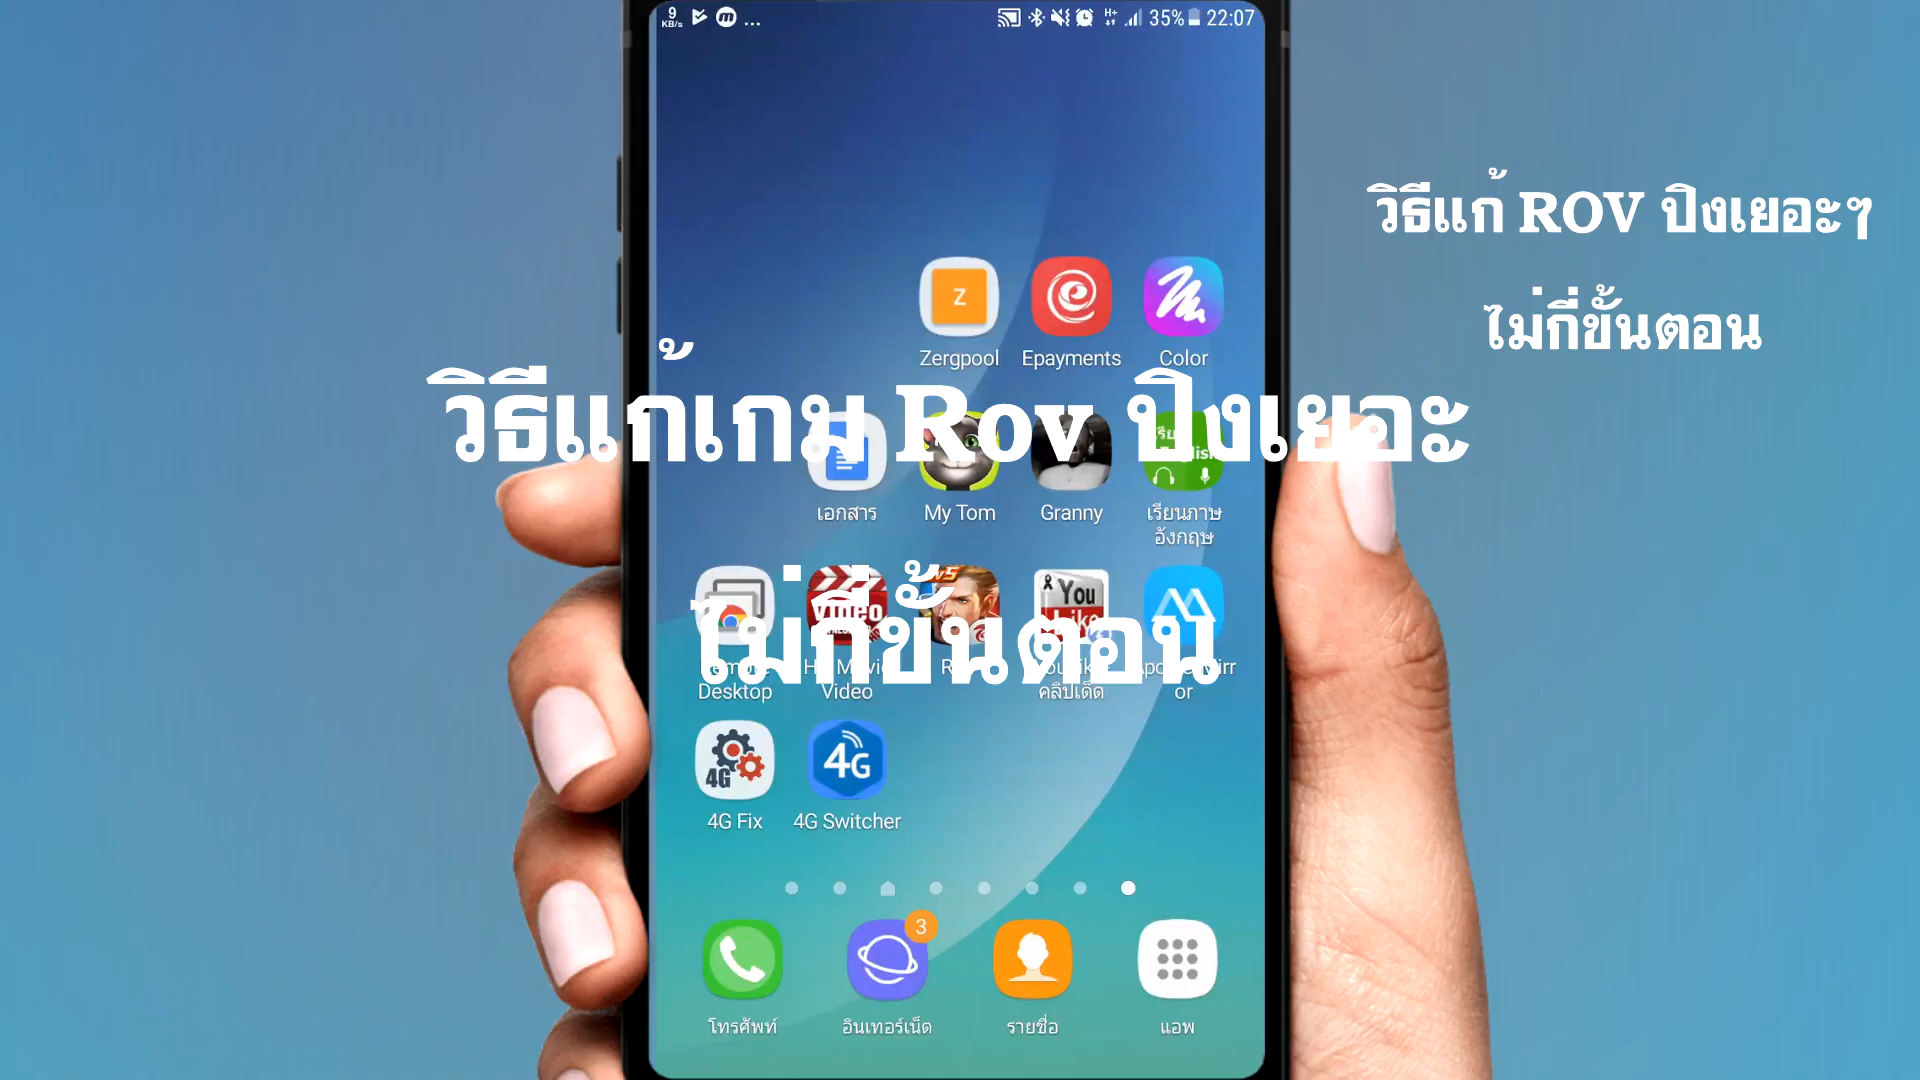 9
KB/s
...
H+
35%
22:07
วิธีแก้ ROV ปิงเยอะๆ
ไม่กี่ขั้นตอน
Z
Zergpool
Epayments
Color
วิธีแก้เกม Rov ปิงเยอะ
เอกสาร
My Tom
Granny
เรียนภาษ
อังกฤษ
ไม่กี่ขั้นตอน
Video
You
Desktop
Video
คลิปเด็ด
or
4G
4G
4G Fix
4G Switcher
3
โทรศัพท์
อินเทอร์เน็ต
รายชื่อ
แอพ